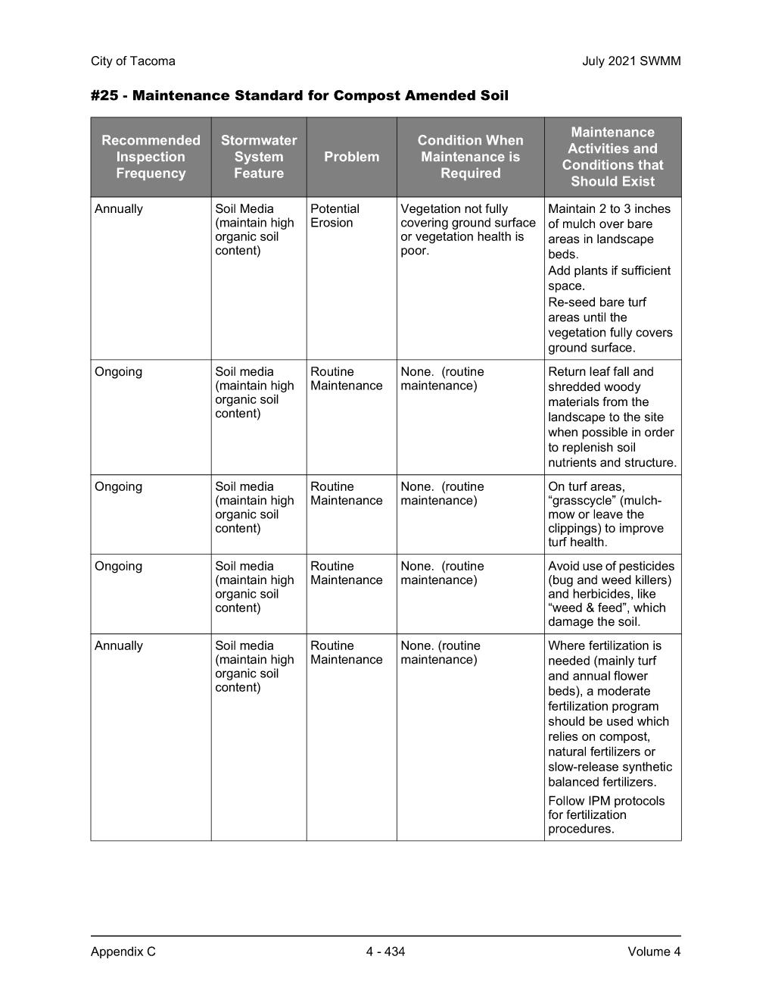 City of Tacoma
July 2021 SWMM
#25 - Maintenance Standard for Compost Amended Soil
Recommended
Inspection
Frequency
Stormwater
System
Feature
Problem
Condition When
Maintenance is
Required
Maintenance
Activities and
Conditions that
Should Exist
Annually
Soil Media
(maintain high
organic soil
content)
Potential
Erosion
Vegetation not fully
covering ground surface
or vegetation health is
poor.
Maintain 2 to 3 inches
of mulch over bare
areas in landscape
beds.
Add plants if sufficient
space.
Re-seed bare turf
areas until the
vegetation fully covers
ground surface.
Ongoing
Soil media
(maintain high
organic soil
content)
Routine
Maintenance
None.  (routine
maintenance)
Return leaf fall and
shredded woody
materials from the
landscape to the site
when possible in order
to replenish soil
nutrients and structure.
Ongoing
Soil media
(maintain high
organic soil
content)
Routine
Maintenance
None.  (routine
maintenance)
On turf areas,
“grasscycle” (mulch-
mow or leave the
clippings) to improve
turf health.
Ongoing
Soil media
(maintain high
organic soil
content)
Routine
Maintenance
None.  (routine
maintenance)
Avoid use of pesticides
(bug and weed killers)
and herbicides, like
“weed & feed”, which
damage the soil.
Annually
Soil media
(maintain high
organic soil
content)
Routine
Maintenance
None. (routine
maintenance)
Where fertilization is
needed (mainly turf
and annual flower
beds), a moderate
fertilization program
should be used which
relies on compost,
natural fertilizers or
slow-release synthetic
balanced fertilizers.
Follow IPM protocols
for fertilization
procedures.
Appendix C
4 - 434
Volume 4